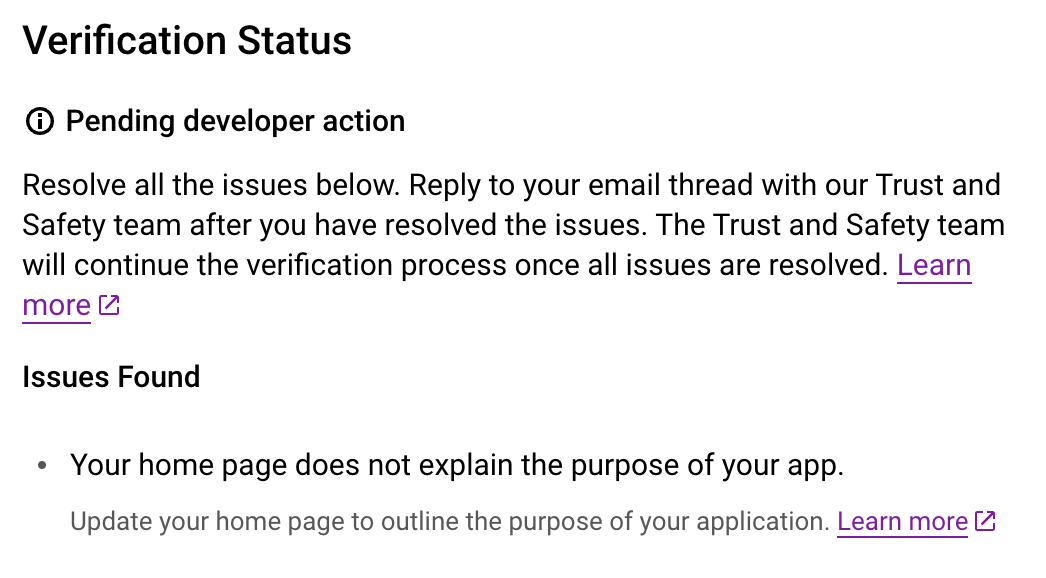 Verification Status
Pending developer action
Resolve all the issues below. Reply to your email thread with our Trust and
Safety team after you have resolved the issues. The Trust and Safety team
will continue the verification process once all issues are resolved. Learn
more
Issues Found
• Your home page does not explain the purpose of your app.
Update your home page to outline the purpose of your application. Learn more